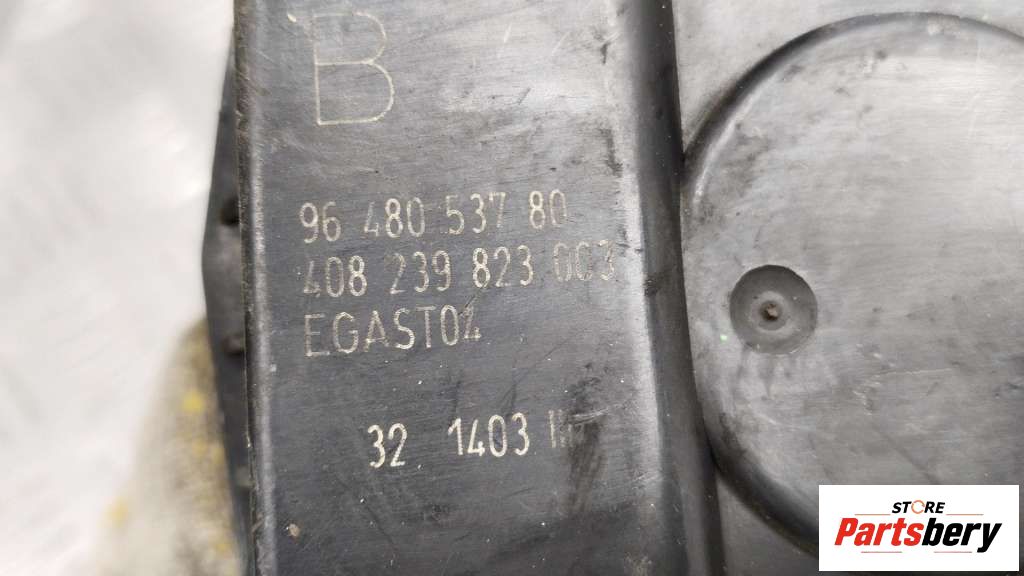 B
96 480 537 80
408 239 823 003
EGAST04
32 1403
STORE
Partsbery